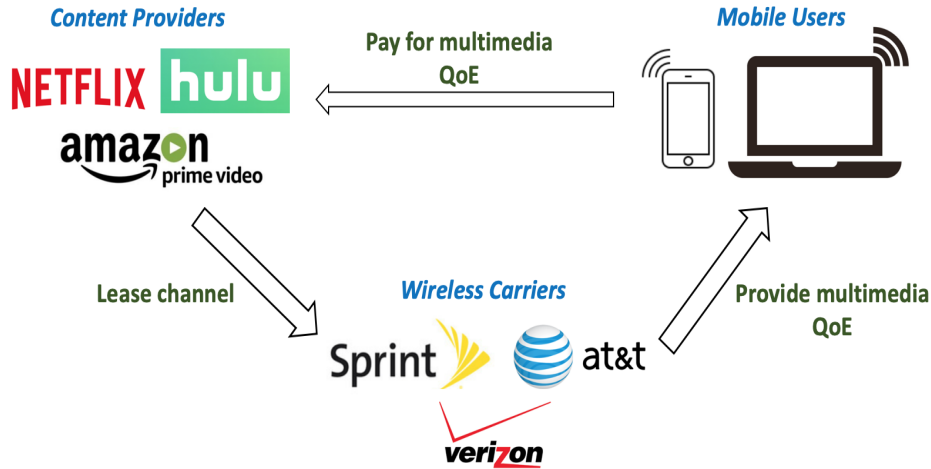 Content Providers
Mobile Users
Pay for multimedia
QoE
NETFLIX
hulu
amazon
prime video
Lease channel
Wireless Carriers
Provide multimedia
QoE
Sprint
at&t
verizon